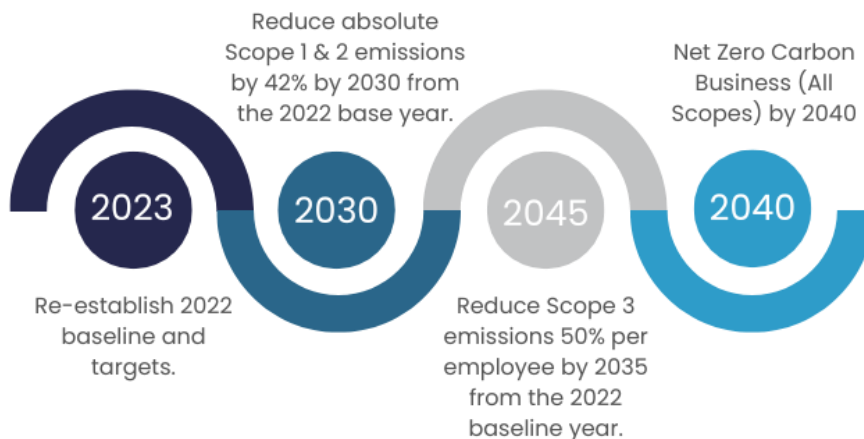 Reduce absolute
Scope 1 & 2 emissions
by 42% by 2030 from
the 2022 base year.
Net Zero Carbon
Business (All
Scopes) by 2040
2023
2030
2045
2040
Re-establish 2022
baseline and
targets.
Reduce Scope 3
emissions 50% per
employee by 2035
from the 2022
baseline year.